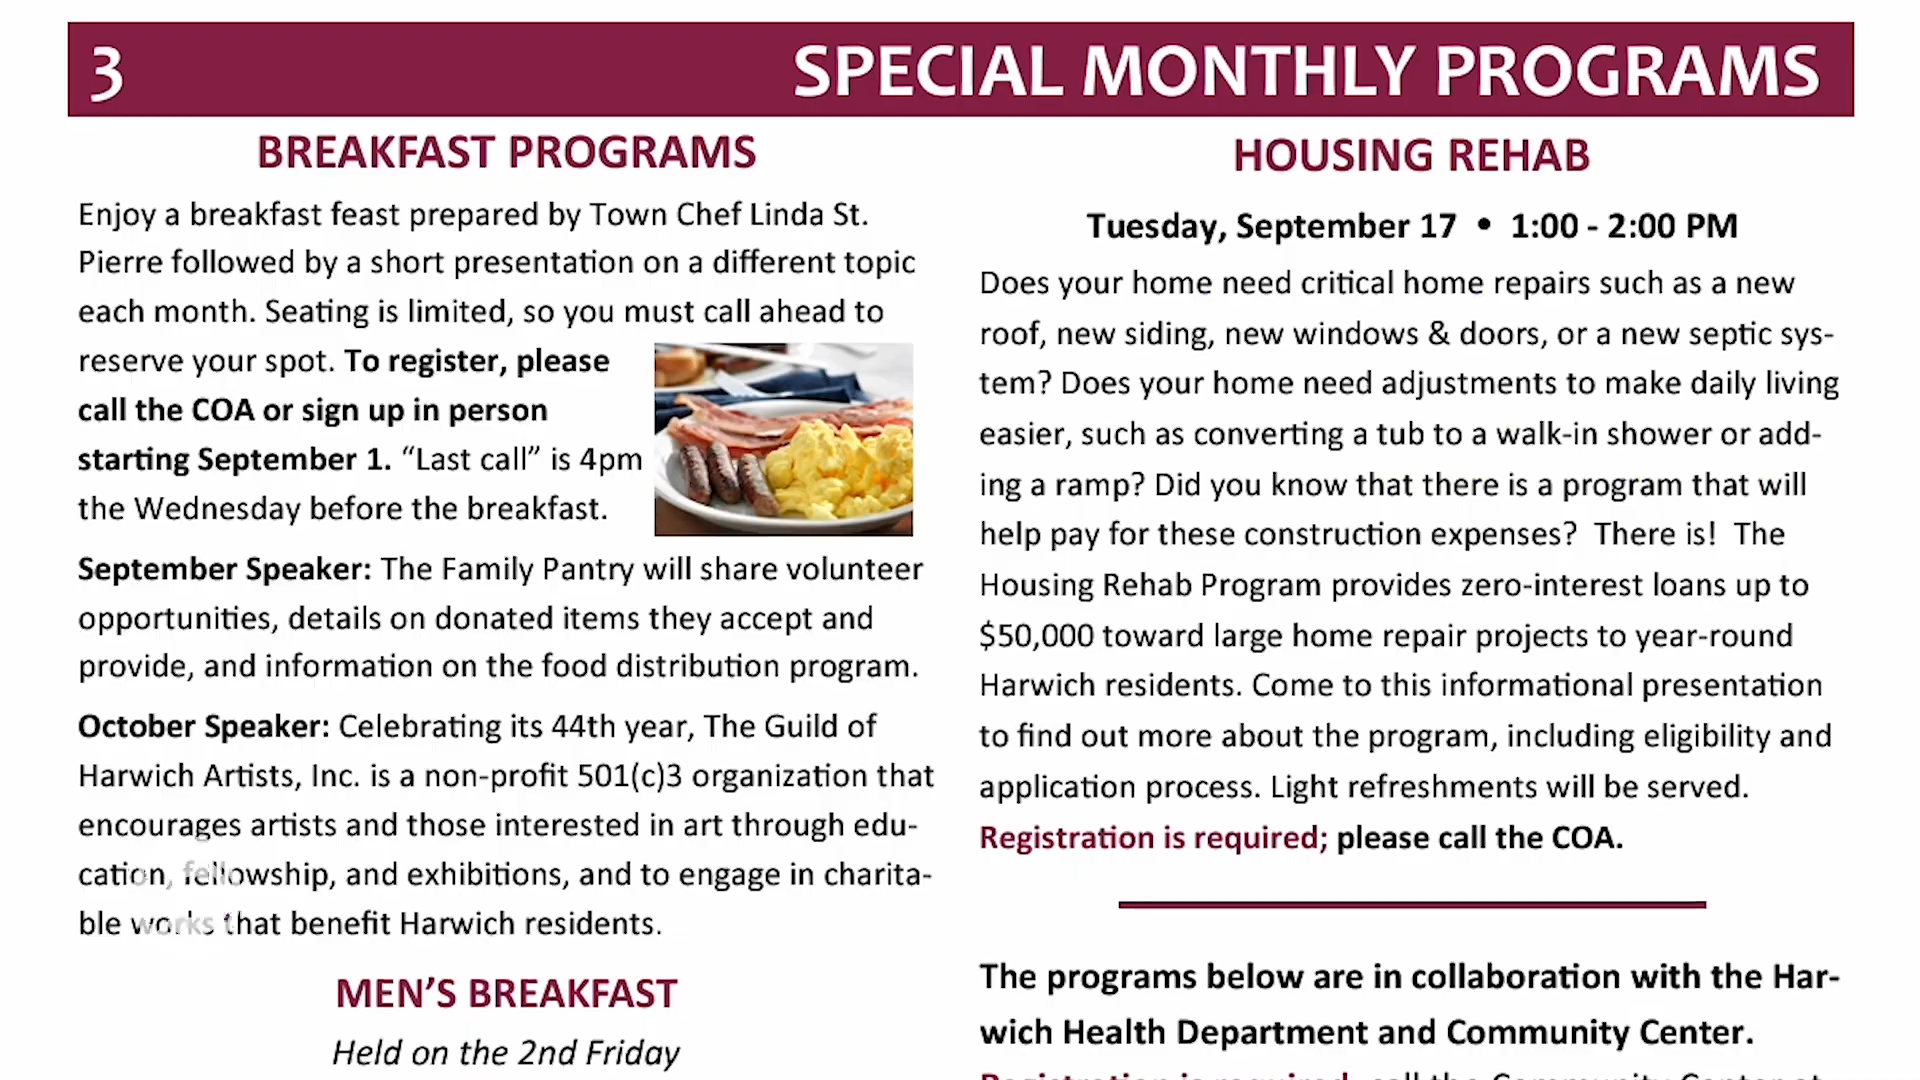 3
SPECIAL MONTHLY PROGRAMS
BREAKFAST PROGRAMS
Enjoy a breakfast feast prepared by Town Chef Linda St.
Pierre followed by a short presentation on a different topic
each month. Seating is limited, so you must call ahead to
reserve your spot. To register, please
call the COA or sign up in person
starting September 1. “Last call” is 4pm
the Wednesday before the breakfast.
September Speaker: The Family Pantry will share volunteer
opportunities, details on donated items they accept and
provide, and information on the food distribution program.
October Speaker: Celebrating its 44th year, The Guild of
Harwich Artists, Inc. is a non-profit 501(c)3 organization that
encourages artists and those interested in art through edu-
cation, fellowship, and exhibitions, and to engage in charita-
ble works that benefit Harwich residents.
MEN’S BREAKFAST
Held on the 2nd Friday
HOUSING REHAB
Tuesday, September 17 • 1:00 - 2:00 PM
Does your home need critical home repairs such as a new
roof, new siding, new windows & doors, or a new septic sys-
tem? Does your home need adjustments to make daily living
easier, such as converting a tub to a walk-in shower or add-
ing a ramp? Did you know that there is a program that will
help pay for these construction expenses?  There is!  The
Housing Rehab Program provides zero-interest loans up to
$50,000 toward large home repair projects to year-round
Harwich residents. Come to this informational presentation
to find out more about the program, including eligibility and
application process. Light refreshments will be served.
Registration is required; please call the COA.
The programs below are in collaboration with the Har-
wich Health Department and Community Center.
Registration is required; call the Community Center at